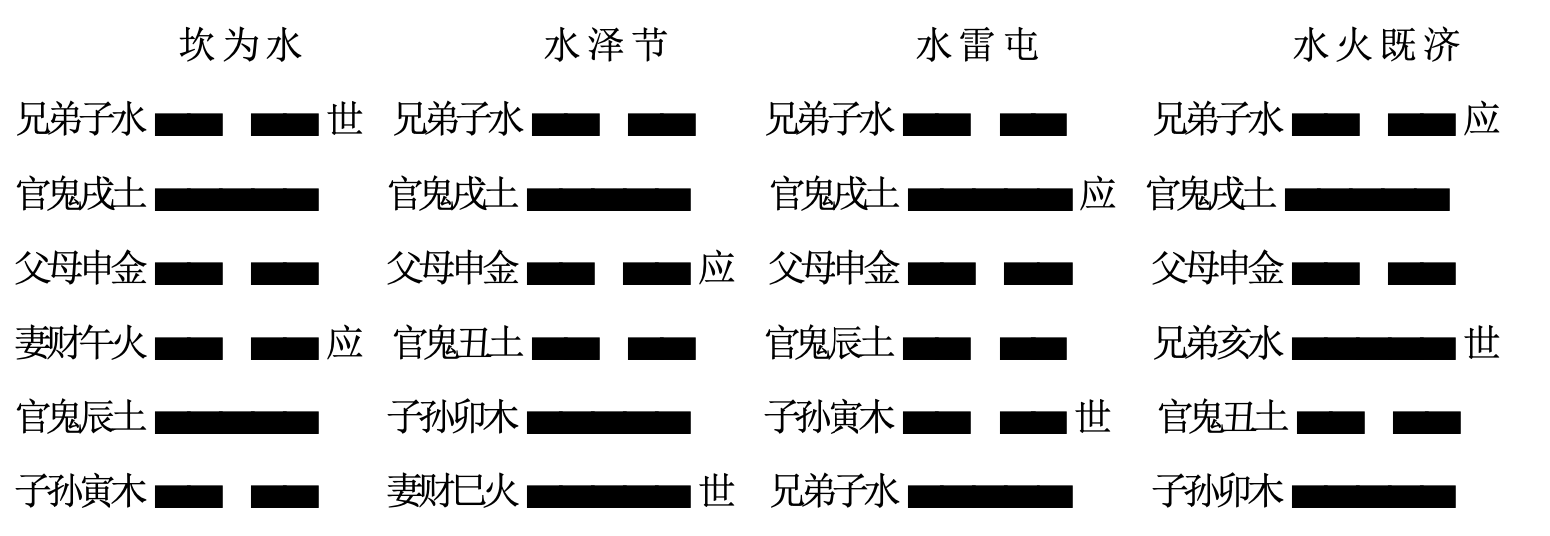 坎为水 水泽节 水雷屯 水火既济
兄弟子水 世 兄弟子水 兄弟子水 兄弟子水 应
官鬼戌土 官鬼戌土 官鬼戌土 应 官鬼戌土
父母申金 父母申金 应 父母申金 父母申金
妻财午火 应 官鬼丑土 官鬼辰土 兄弟亥水 世
官鬼辰土 子孙卯木 子孙寅木 世 官鬼丑土
子孙寅木 妻财巳火 世 兄弟子水 子孙卯木